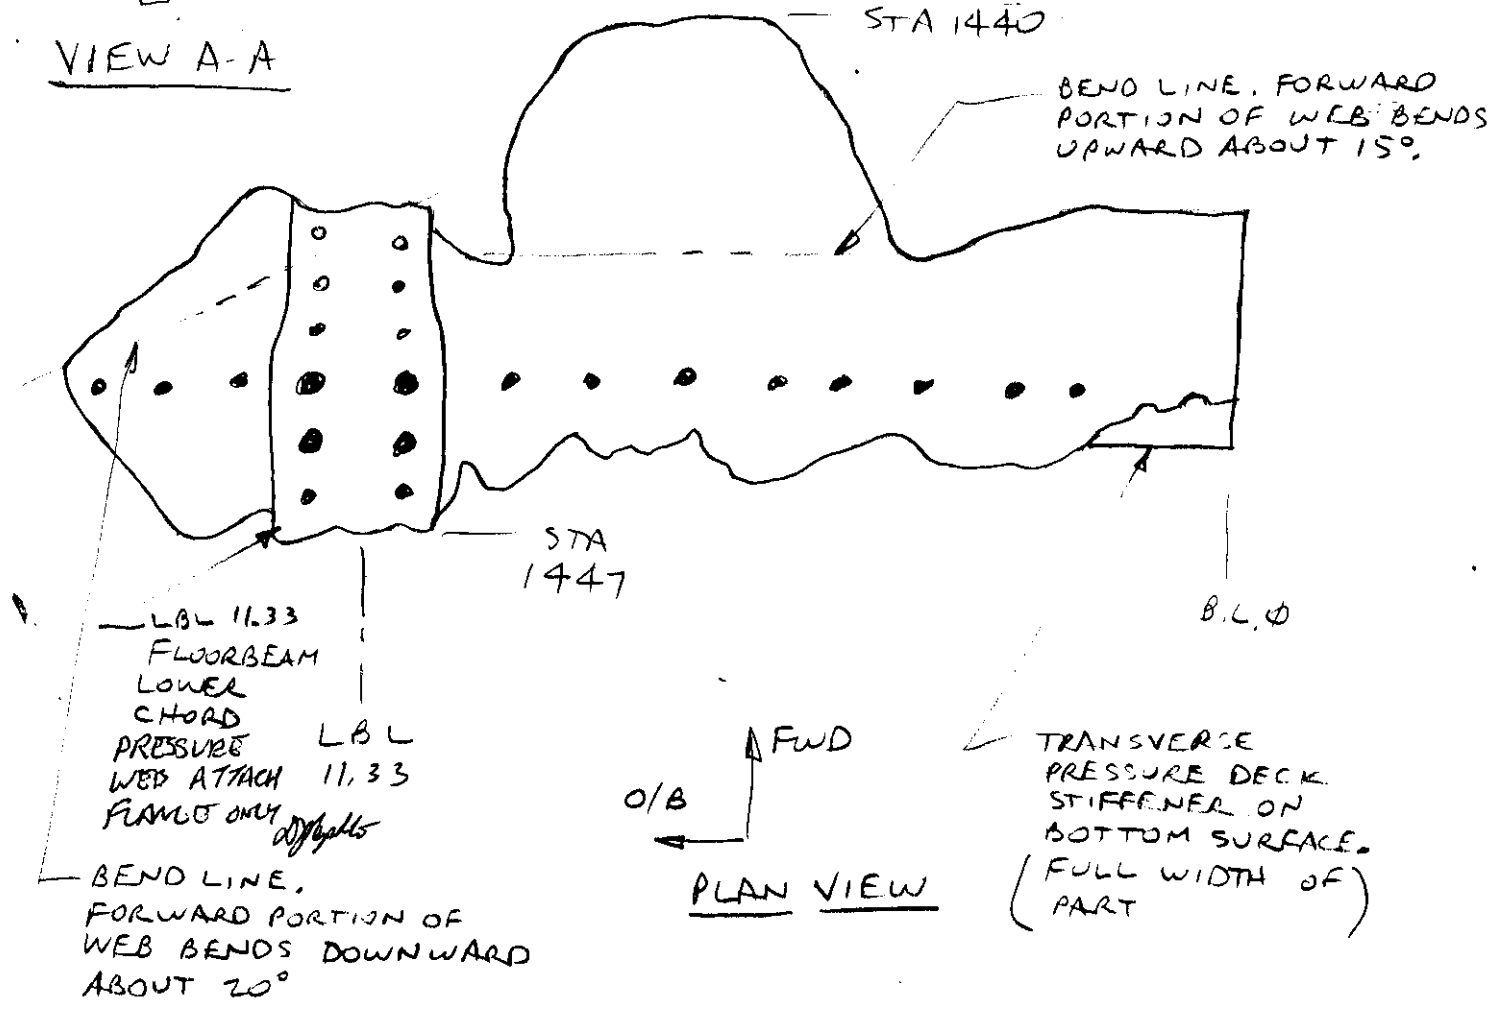 VIEW A-A
STA 1440
BEND LINE. FORWARD
PORTION OF WEB BENDS
UPWARD ABOUT 15°.
STA
1447
LBL 11.33
FLOORBEAM
LOWER
CHORD
PRESSURE
WEB ATTACH
FLANGE ONLY
LBL
11.33
B.L. 0
FWD
O/B
PLAN VIEW
TRANSVERSE
PRESSURE DECK
STIFFENER ON
BOTTOM SURFACE.
(FULL WIDTH OF
PART)
BEND LINE.
FORWARD PORTION OF
WEB BENDS DOWNWARD
ABOUT 20°